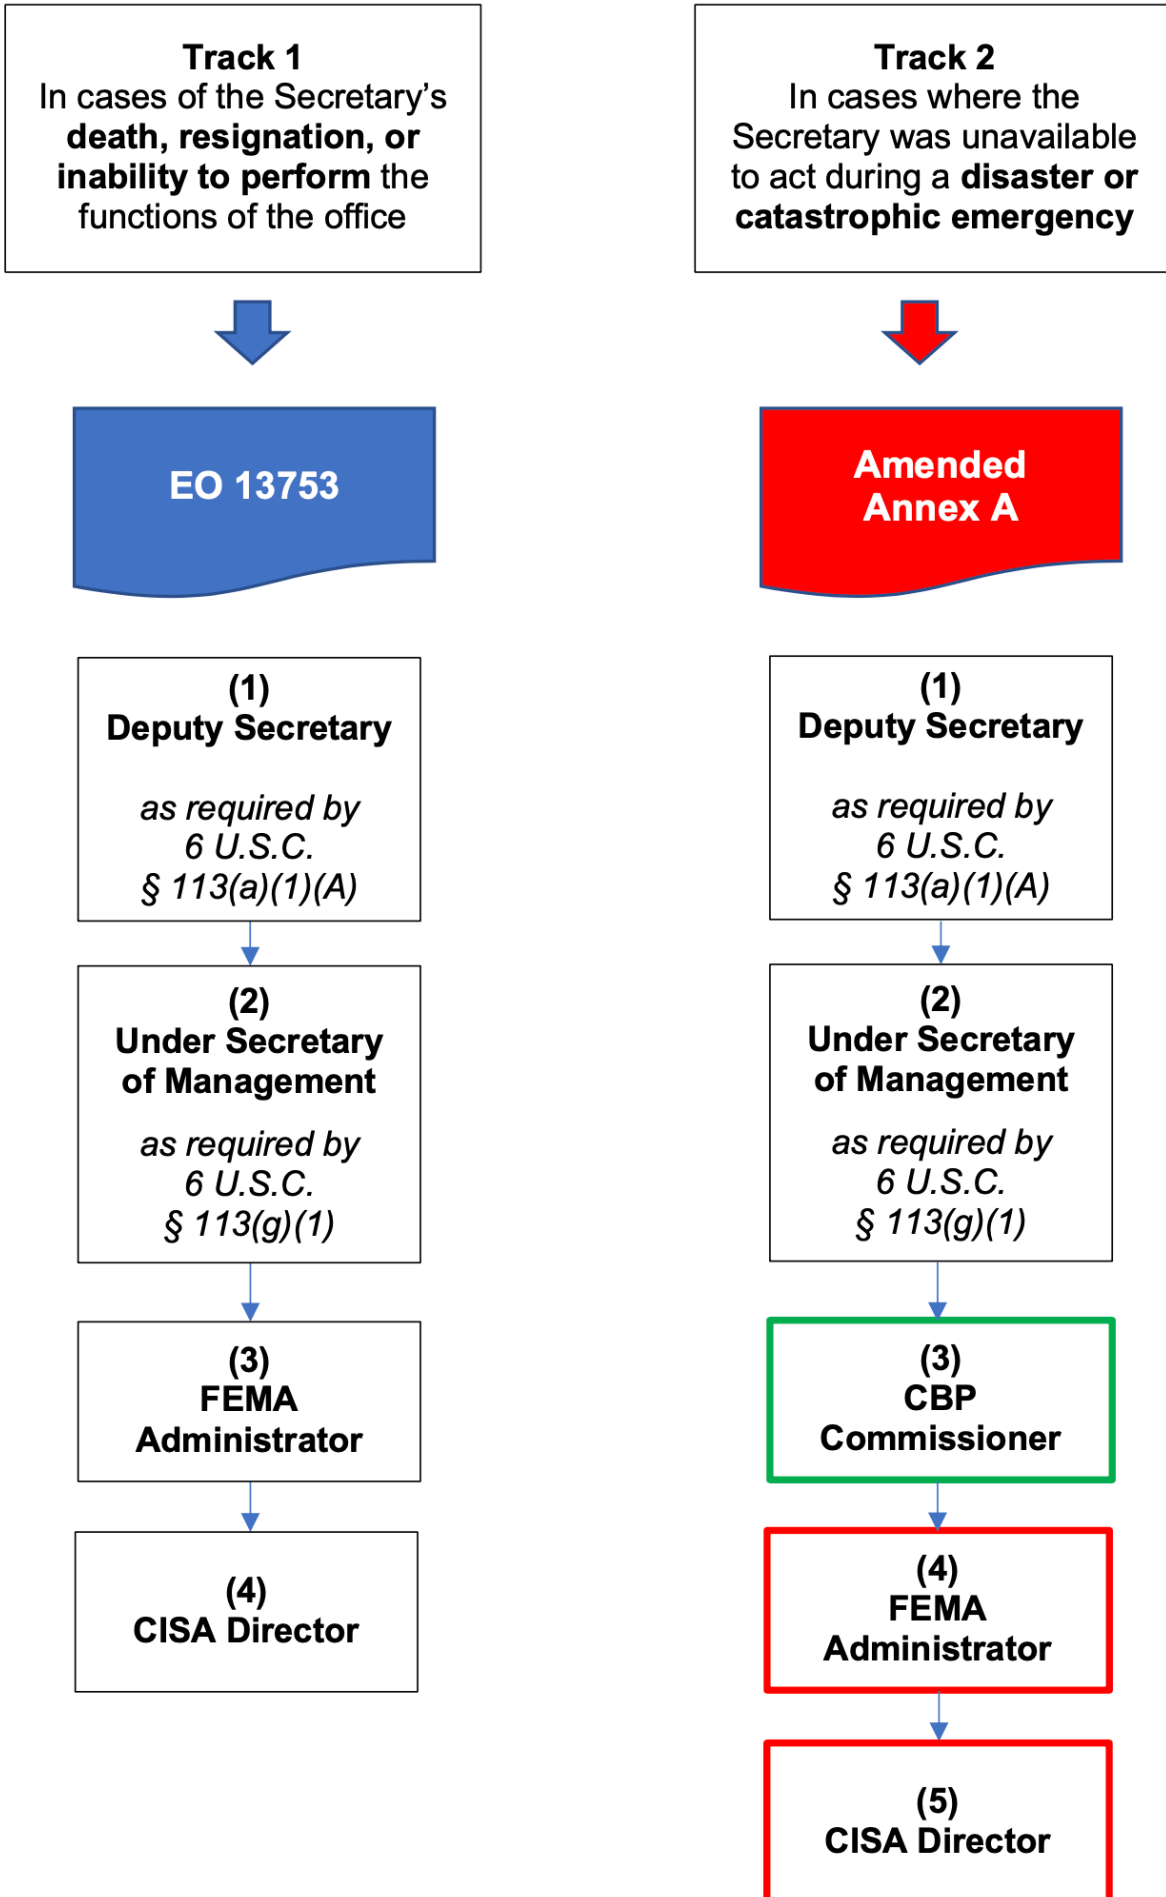 Track 1
In cases of the Secretary’s
death, resignation, or
inability to perform the
functions of the office
EO 13753
(1)
Deputy Secretary
as required by
6 U.S.C.
§ 113(a)(1)(A)
(2)
Under Secretary
of Management
as required by
6 U.S.C.
§ 113(g)(1)
(3)
FEMA
Administrator
(4)
CISA Director
Track 2
In cases where the
Secretary was unavailable
to act during a disaster or
catastrophic emergency
Amended
Annex A
(1)
Deputy Secretary
as required by
6 U.S.C.
§ 113(a)(1)(A)
(2)
Under Secretary
of Management
as required by
6 U.S.C.
§ 113(g)(1)
(3)
CBP
Commissioner
(4)
FEMA
Administrator
(5)
CISA Director